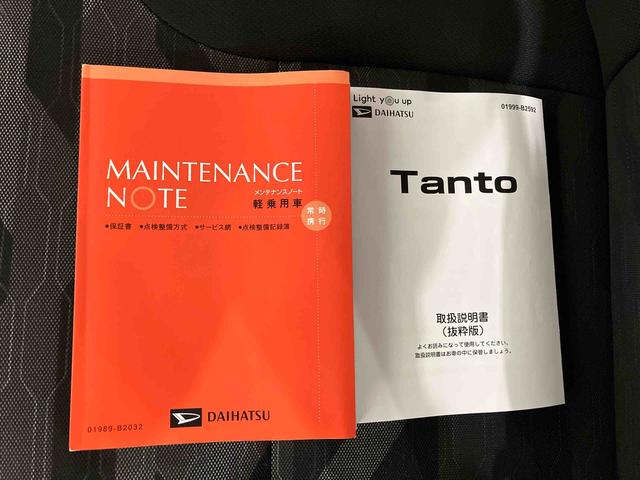 MAINTENANCE
NOTE
メンテナンスノート
軽乗用車
常時
携行
●保証書 ●点検整備方式 ●サービス網 ●点検整備記録簿
DAIHATSU
01989-B2032
Light you up
DAIHATSU
01999-B2592
Tanto
取扱説明書
(抜粋版)
よくお読みになって使用してください。
取扱説明書はお車の中に保管しましょう。